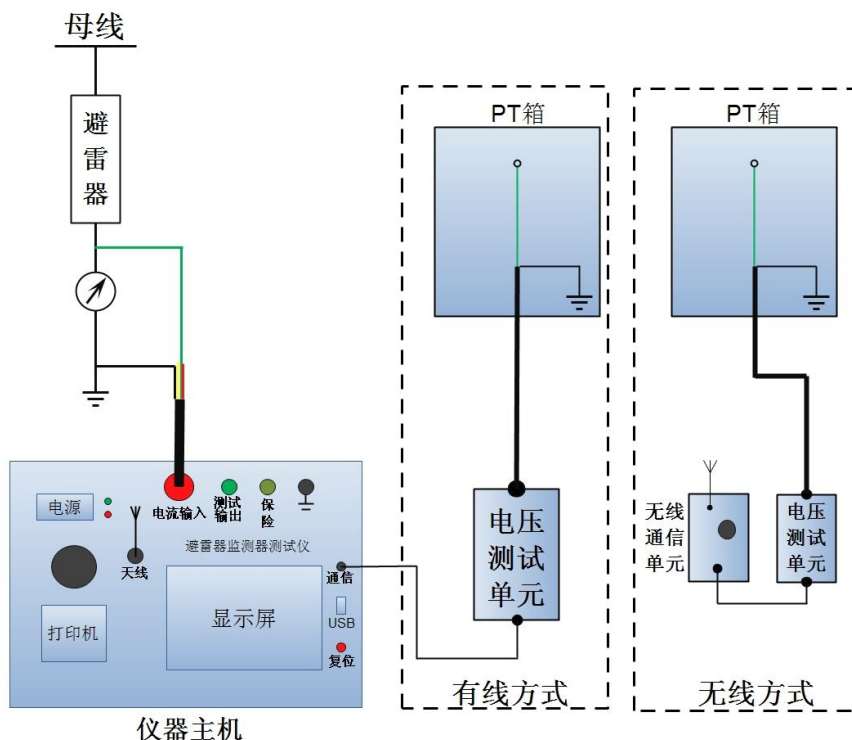 母线
避
雷
器
电源
天线
电流输入
测试
输出
保
险
避雷器监测器测试仪
打印机
显示屏
通信
USB
复位
仪器主机
PT箱
电压
测试
单元
有线方式
PT箱
无线
通信
单元
电压
测试
单元
无线方式